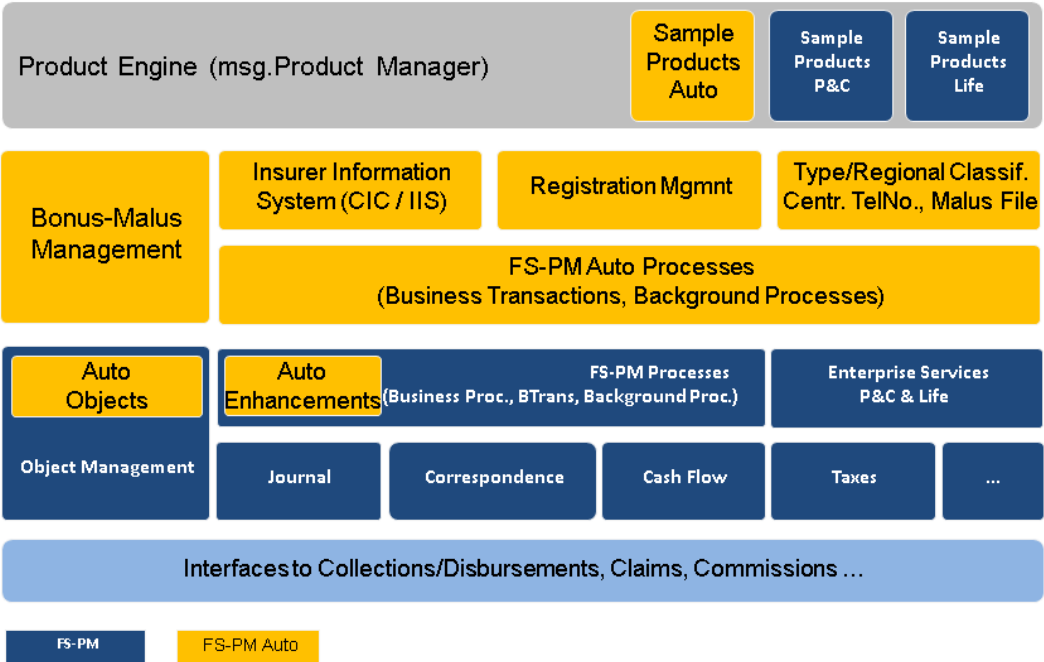 Product Engine (msg.Product Manager)
Sample
Products
Auto
Sample
Products
P&C
Sample
Products
Life
Bonus-Malus
Management
Insurer Information
System (CIC / IIS)
Registration Mgmnt
Type/Regional Classif.
Centr. TelNo., Malus File
FS-PM Auto Processes
(Business Transactions, Background Processes)
Auto
Objects
Object Management
Auto
Enhancements
FS-PM Processes
(Business Proc., BTrans, Background Proc.)
Enterprise Services
P&C & Life
Journal
Correspondence
Cash Flow
Taxes
...
Interfaces to Collections/Disbursements, Claims, Commissions ...
FS-PM
FS-PM Auto